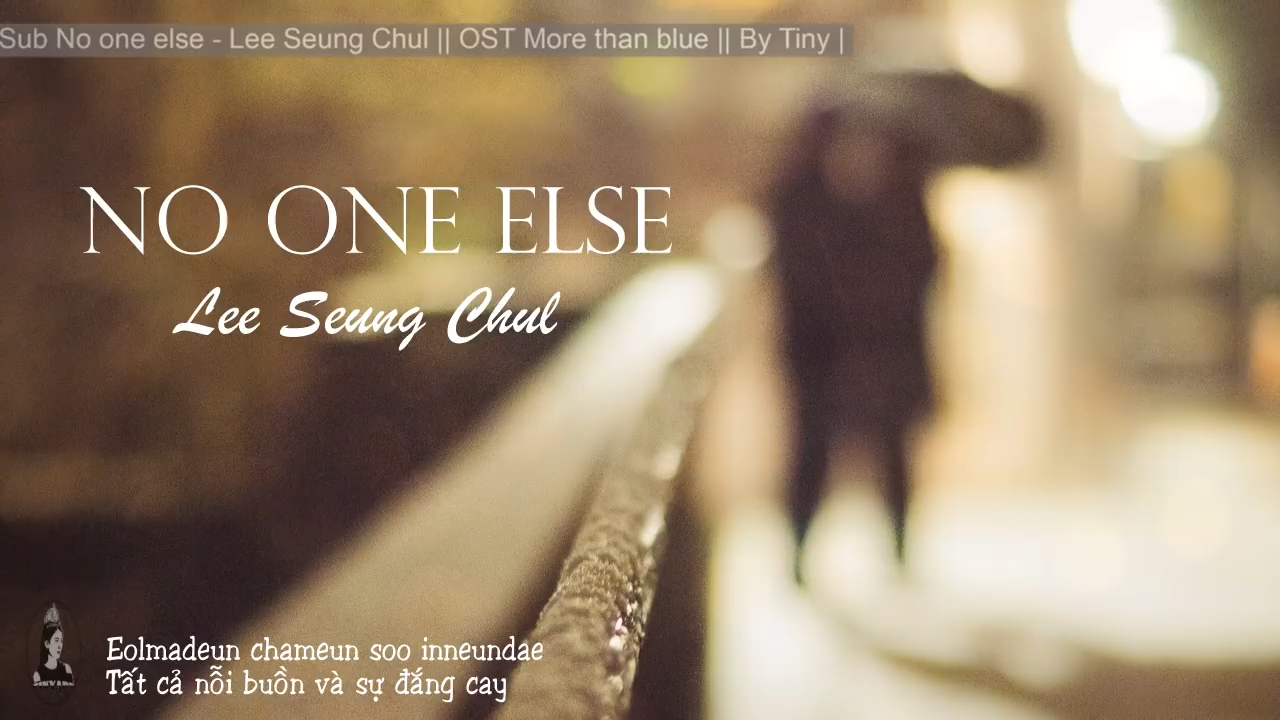 Sub No one else - Lee Seung Chul || OST More than blue || By Tiny |
NO ONE ELSE
Lee Seung Chul
Eolmadeun chameun soo inneundae
Tất cả nỗi buồn và sự đắng cay